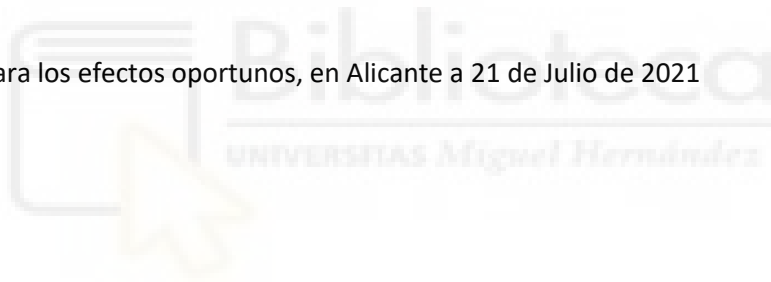 Biblioteca
ara los efectos oportunos, en Alicante a 21 de Julio de 2021
UNIVERSITAS Miguel Hernández